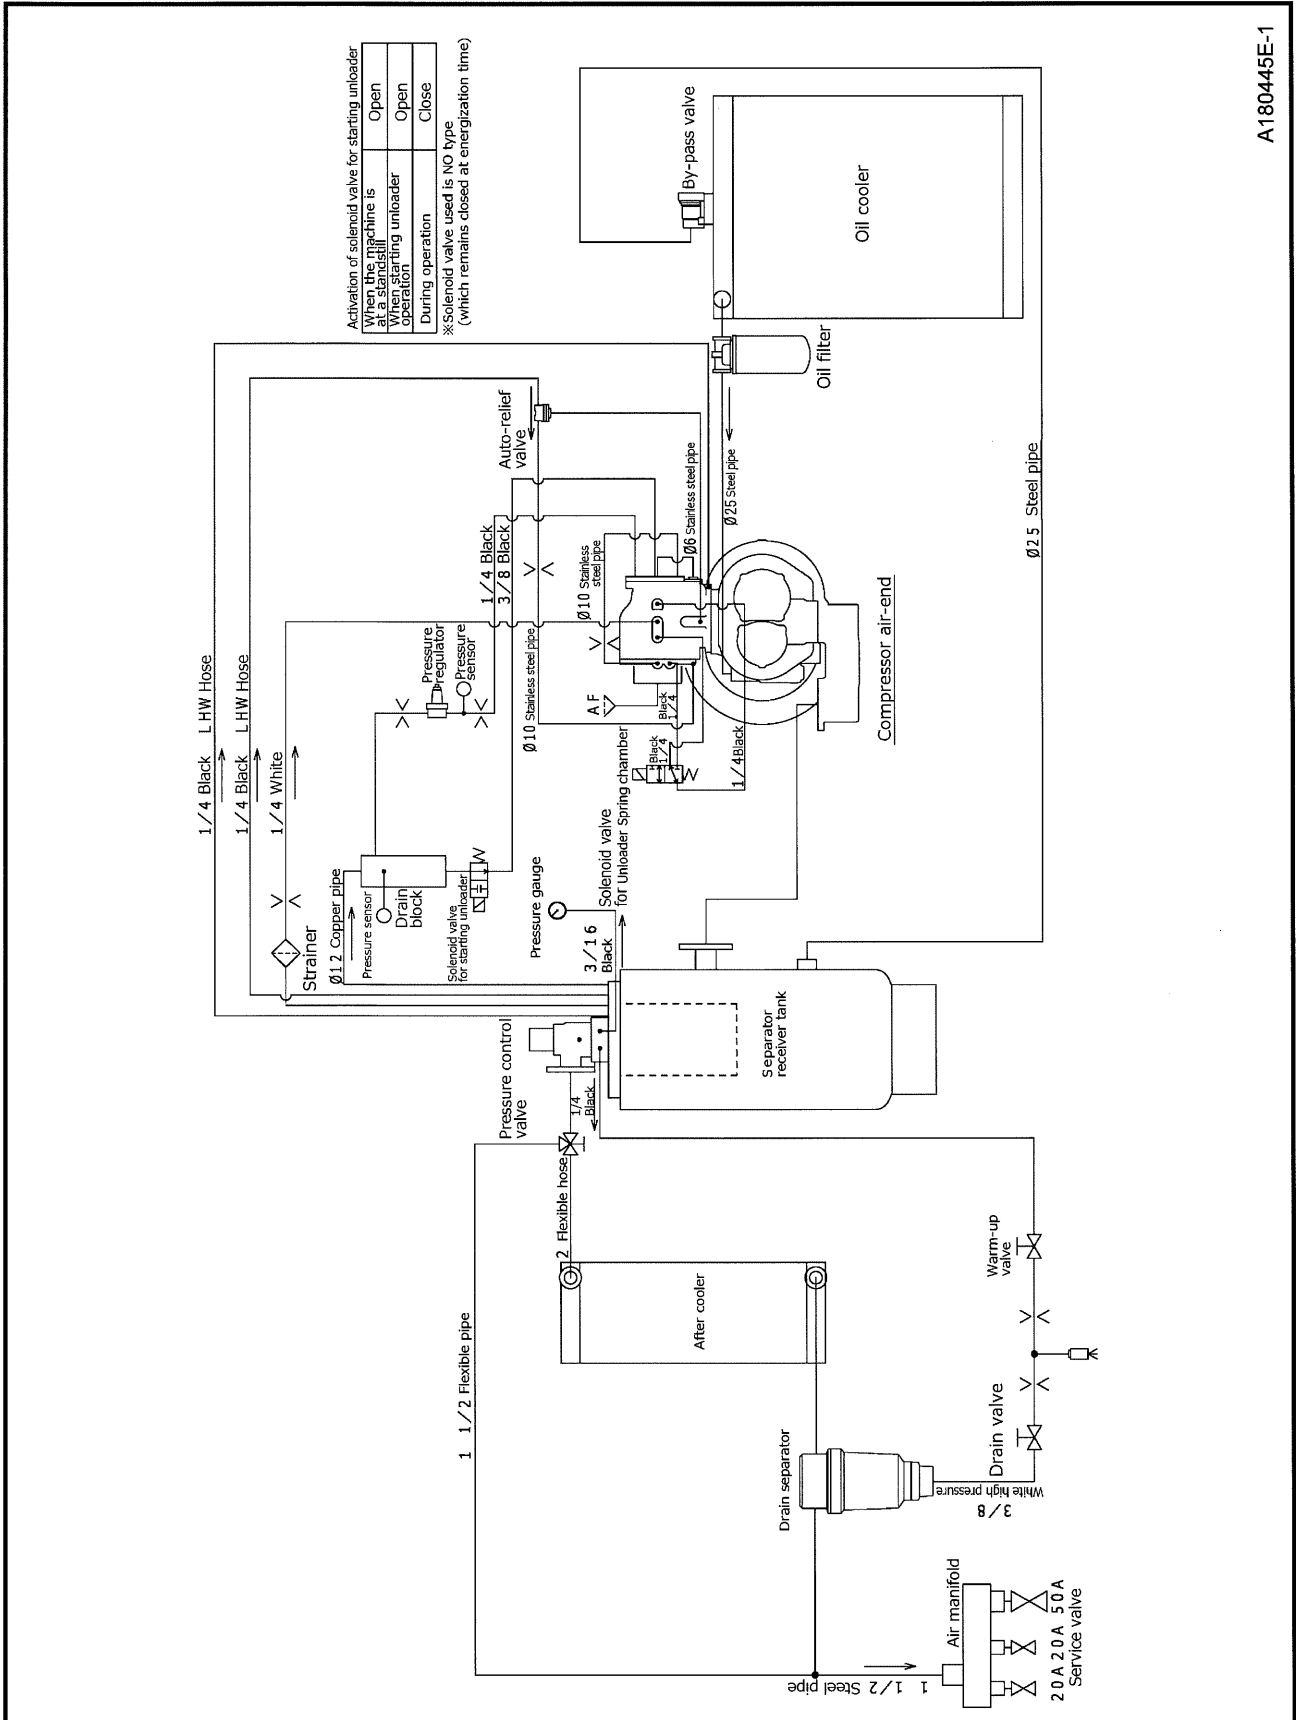 A180445E-1
Activation of solenoid valve for starting unloader
When the machine is
at a standstill
Open
When starting unloader
operation
Open
During operation
Close
※Solenoid valve used is NO type
(which remains closed at energization time)
1/4 Black LHW Hose
1/4 Black LHW Hose
1/4 White
Strainer
Ø12 Copper pipe
Pressure sensor
Drain
block
Solenoid valve
for starting unloader
Pressure
regulator
Pressure
sensor
1/4 Black
3/8 Black
Auto-relief
valve
Ø10 Stainless steel pipe
Ø10 Stainless
steel pipe
Ø6 Stainless steel pipe
Ø25 Steel pipe
AF
Black
1/4
Black
1/4
1/4Black
Solenoid valve
for Unloader Spring chamber
Pressure gauge
3/16
Black
Compressor air-end
By-pass valve
Oil cooler
Oil filter
Ø25 Steel pipe
Pressure control
valve
1/4
Black
Separator
receiver tank
2 Flexible hose
1 1/2 Flexible pipe
After cooler
Warm-up
valve
Drain valve
Drain separator
White high pressure
3/8
1 1/2 Steel pipe
Air manifold
20A 20A 50A
Service valve